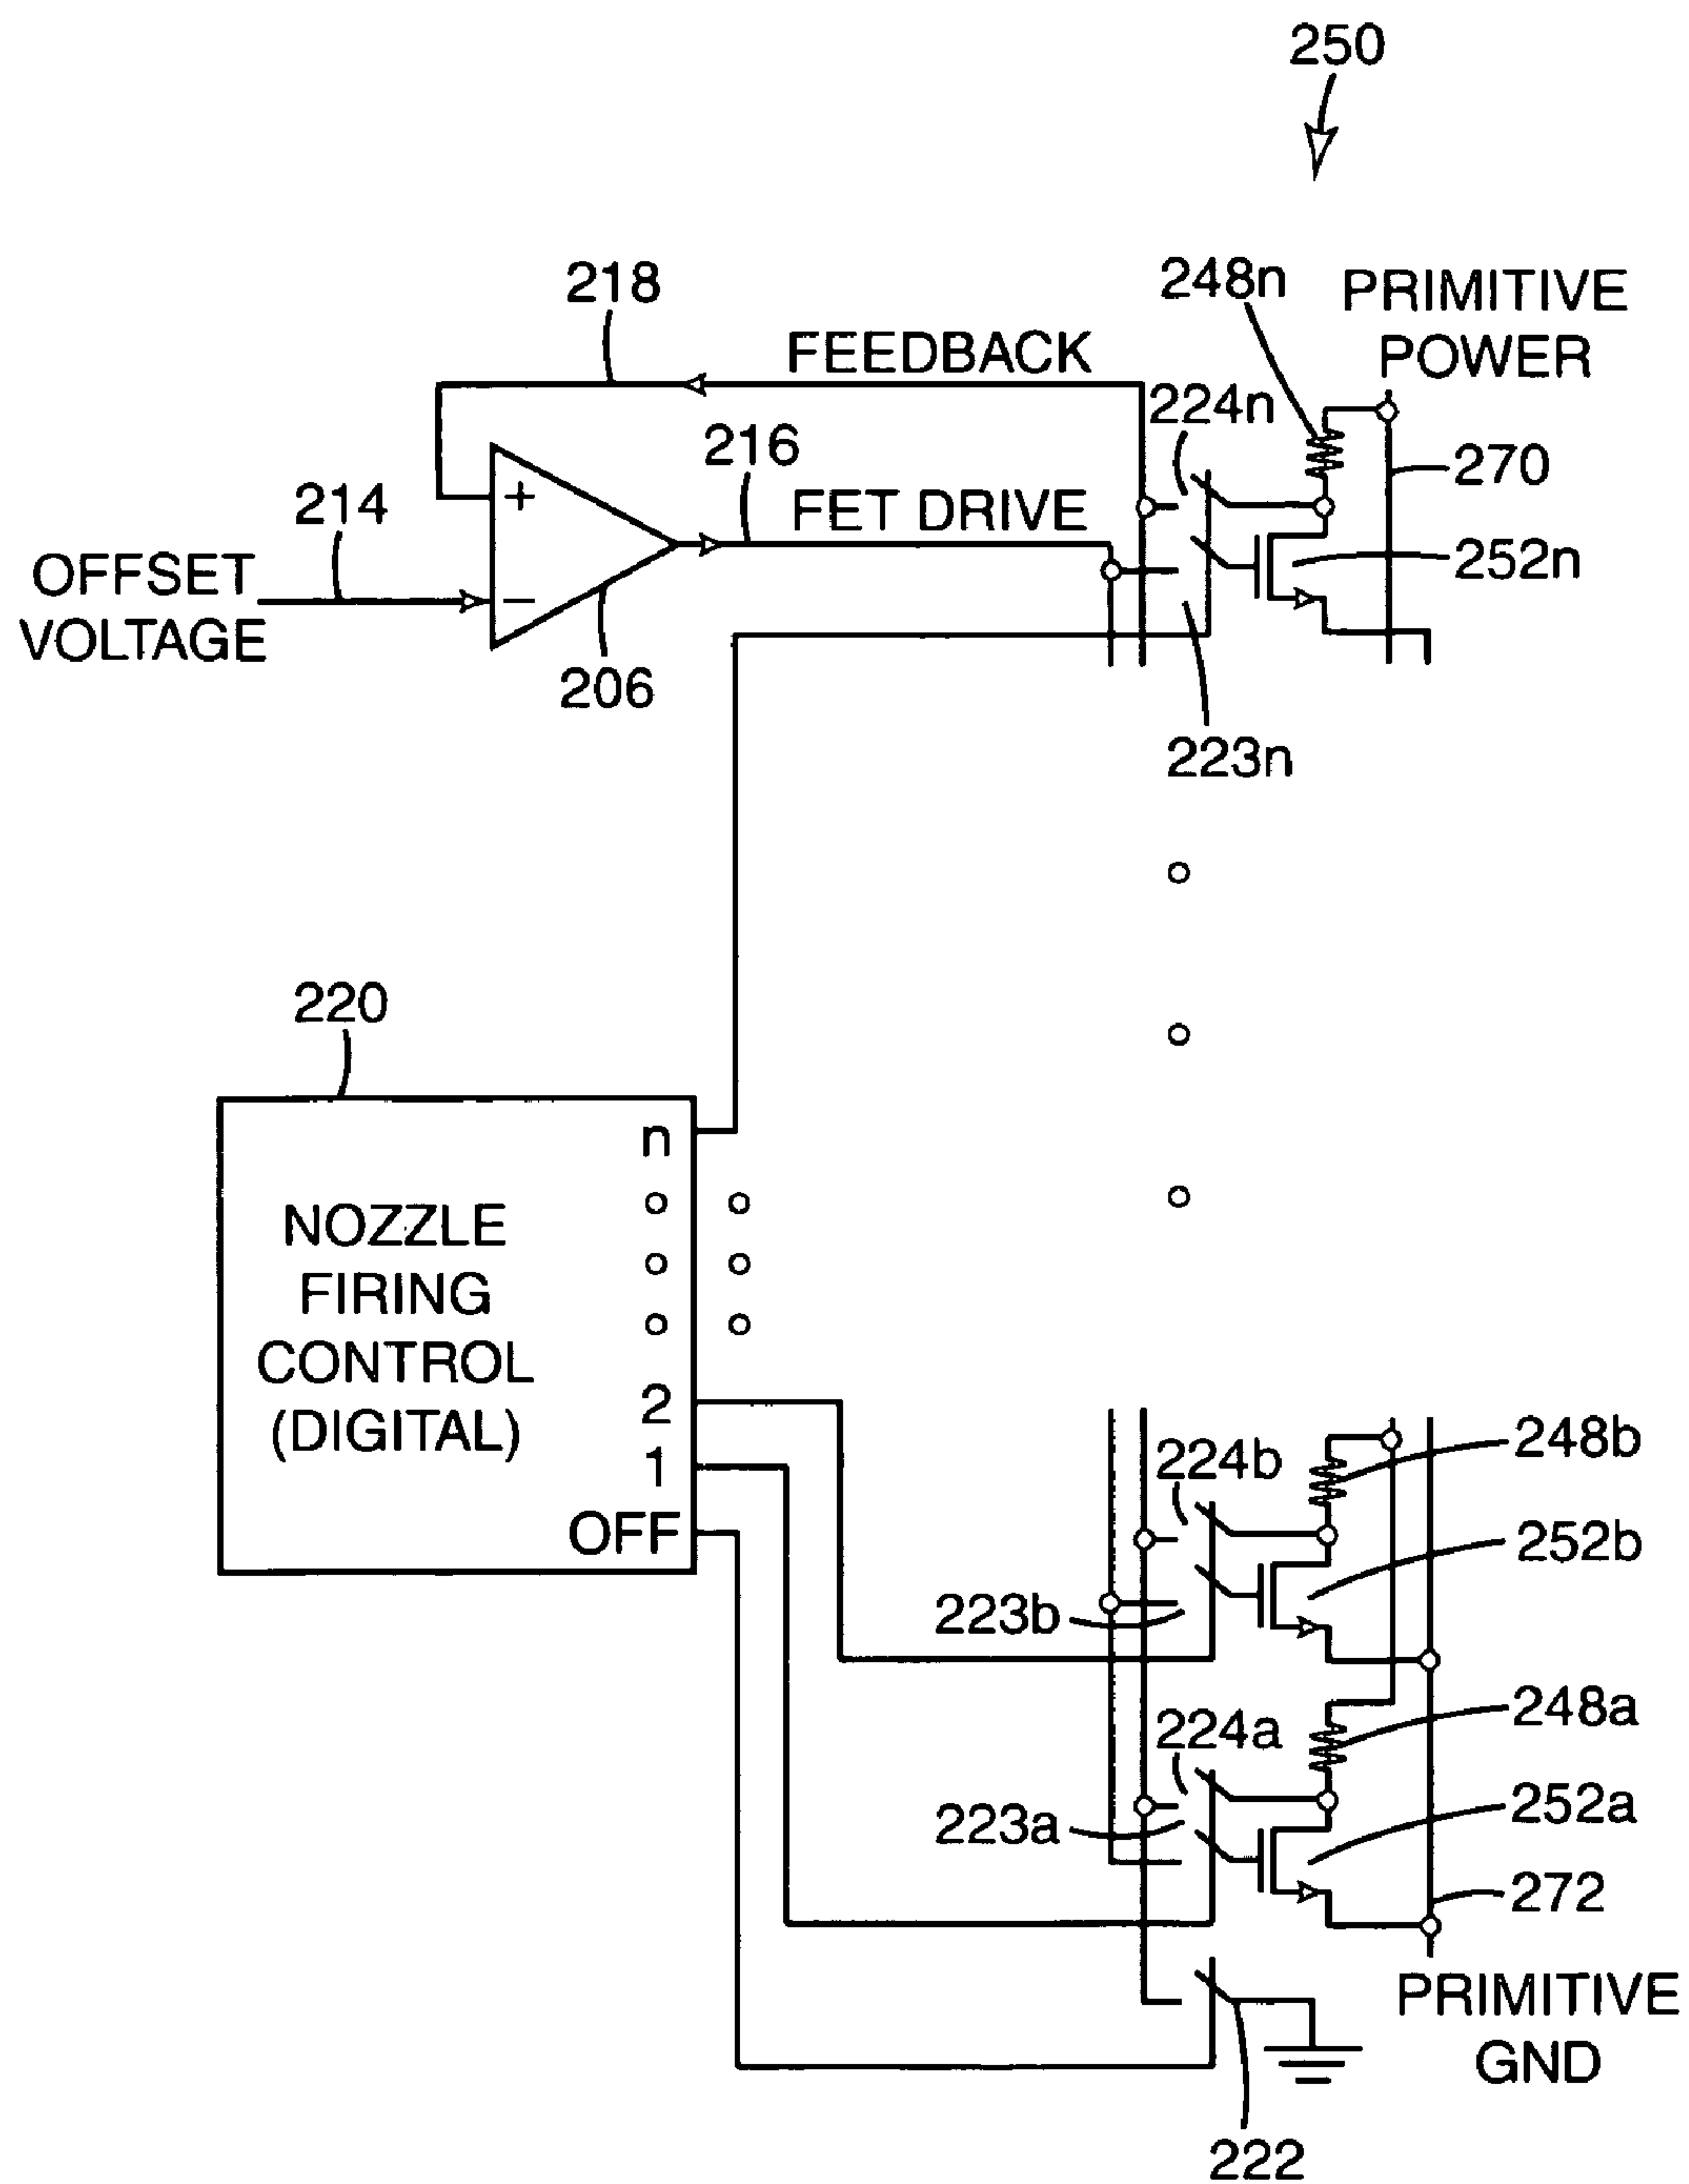 250
218
FEEDBACK
248n
PRIMITIVE
POWER
224n
216
214
FET DRIVE
270
OFFSET
VOLTAGE
+
−
252n
206
223n
220
n
NOZZLE
FIRING
CONTROL
(DIGITAL)
2
1
OFF
224b
248b
252b
223b
248a
224a
223a
252a
272
PRIMITIVE
GND
222